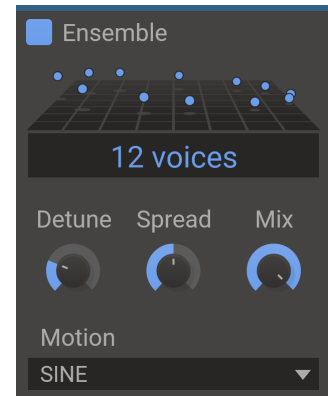 Ensemble
12 voices
Detune Spread Mix
Motion
SINE